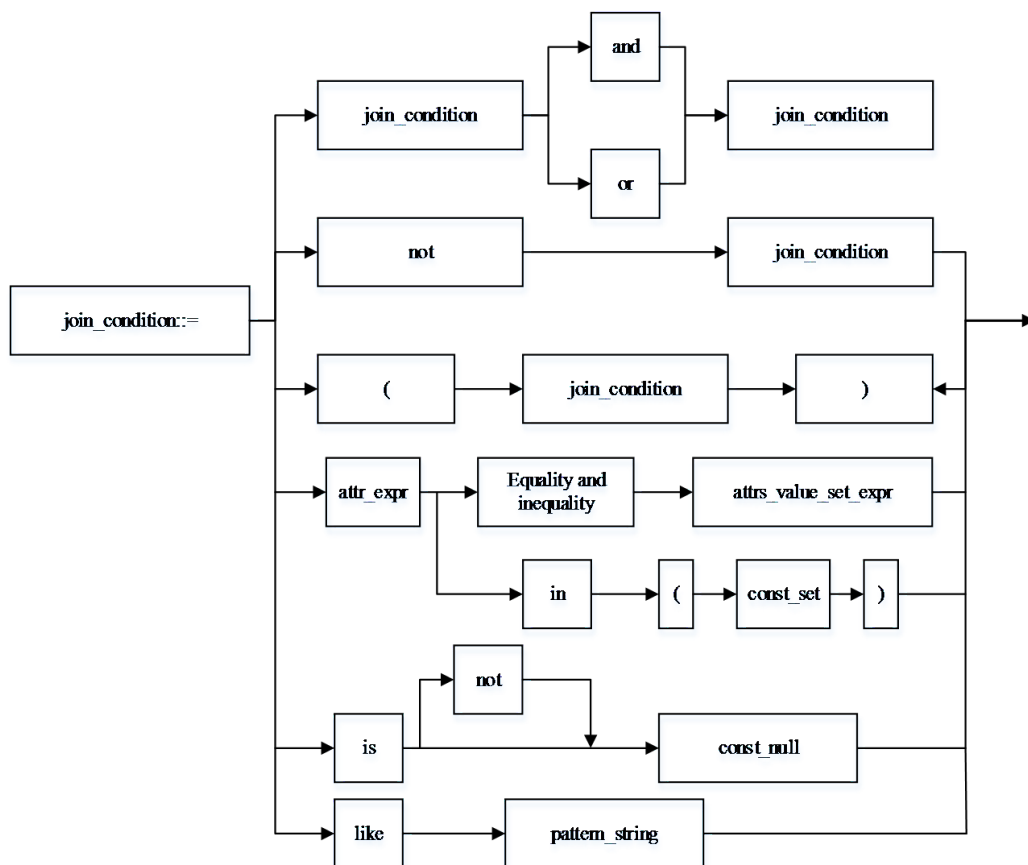 and
join_condition
join_condition
or
not
join_condition
join_condition::=
(
join_condition
)
attr_expr
Equality and
inequality
attrs_value_set_expr
in
(
const_set
)
not
is
const_null
like
pattern_string